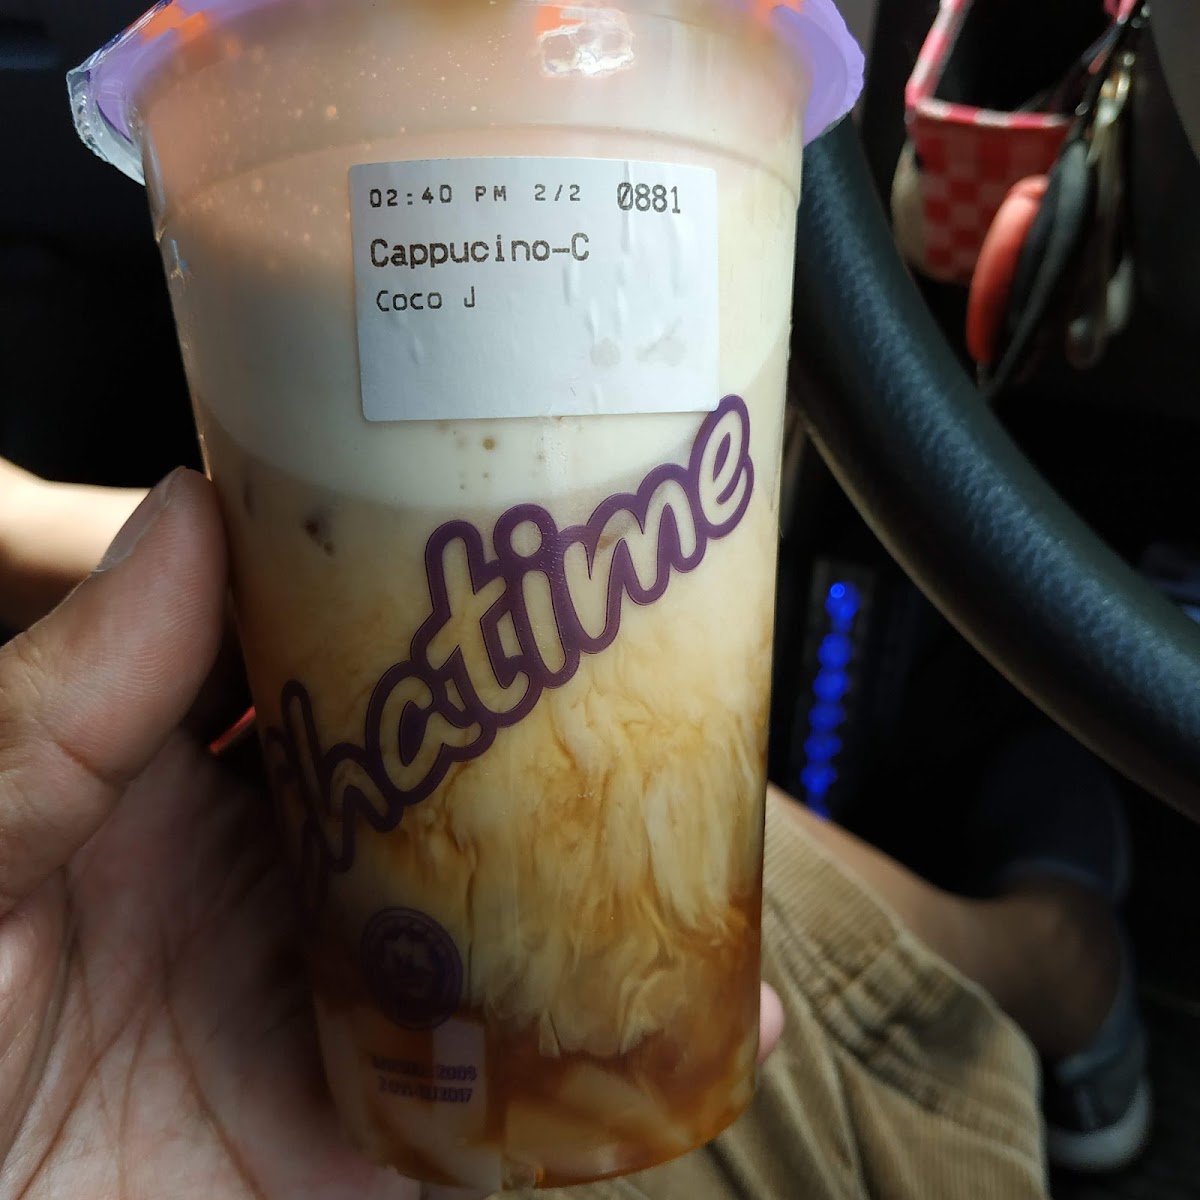 02:40 PM 2/2 0881
Cappucino-C
Coco J
Chatime